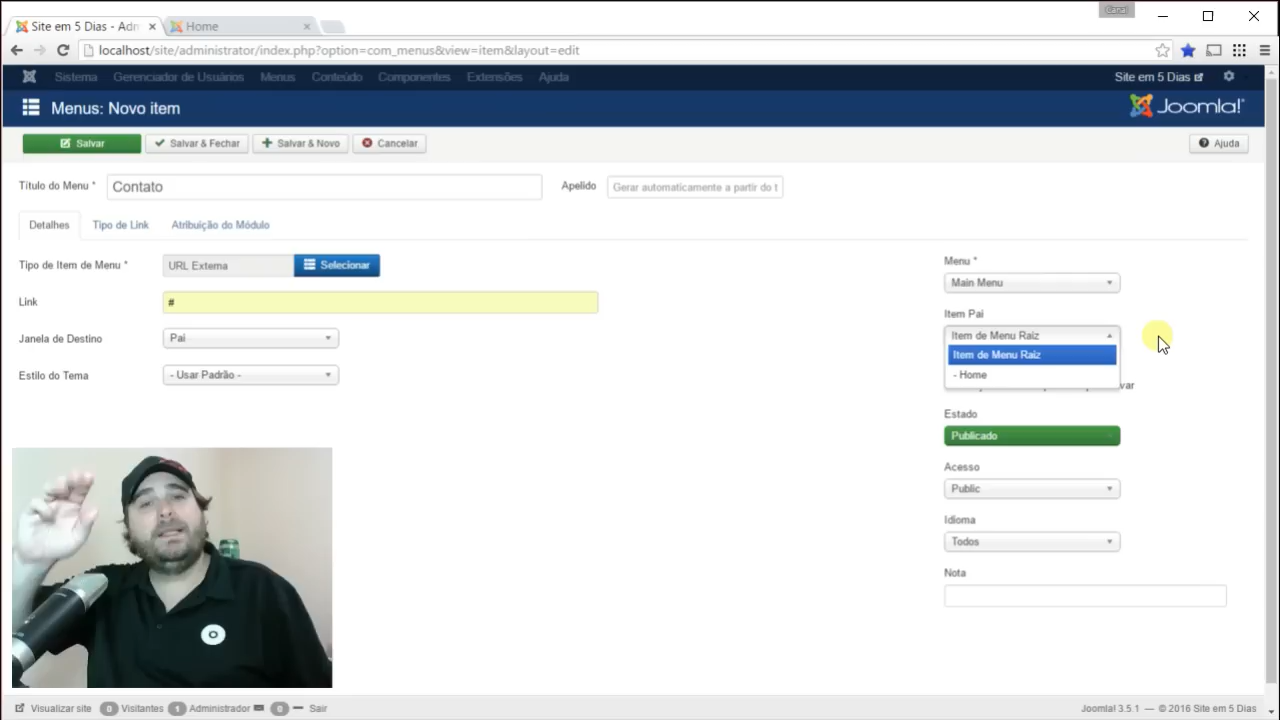 Canal
Site em 5 Dias - Adm
Home
localhost/site/administrator/index.php?option=com_menus&view=item&layout=edit
Sistema Gerenciador de Usuários Menus Conteúdo Componentes Extensões Ajuda
Site em 5 Dias
Menus: Novo item
Joomla!®
Salvar
Salvar & Fechar
Salvar & Novo
Cancelar
Ajuda
Título do Menu *
Contato
Apelido
Gerar automaticamente a partir do t
Detalhes
Tipo de Link
Atribuição do Módulo
Tipo de Item de Menu *
URL Externa
Selecionar
Link
#
Janela de Destino
Pai
Estilo do Tema
- Usar Padrão -
Menu *
Main Menu
Item Pai
Item de Menu Raiz
Item de Menu Raiz
- Home
var
Estado
Publicado
Acesso
Public
Idioma
Todos
Nota
Visualizar site 0 Visitantes 1 Administrador 0 Sair
Joomla! 3.5.1 — © 2016 Site em 5 Dias